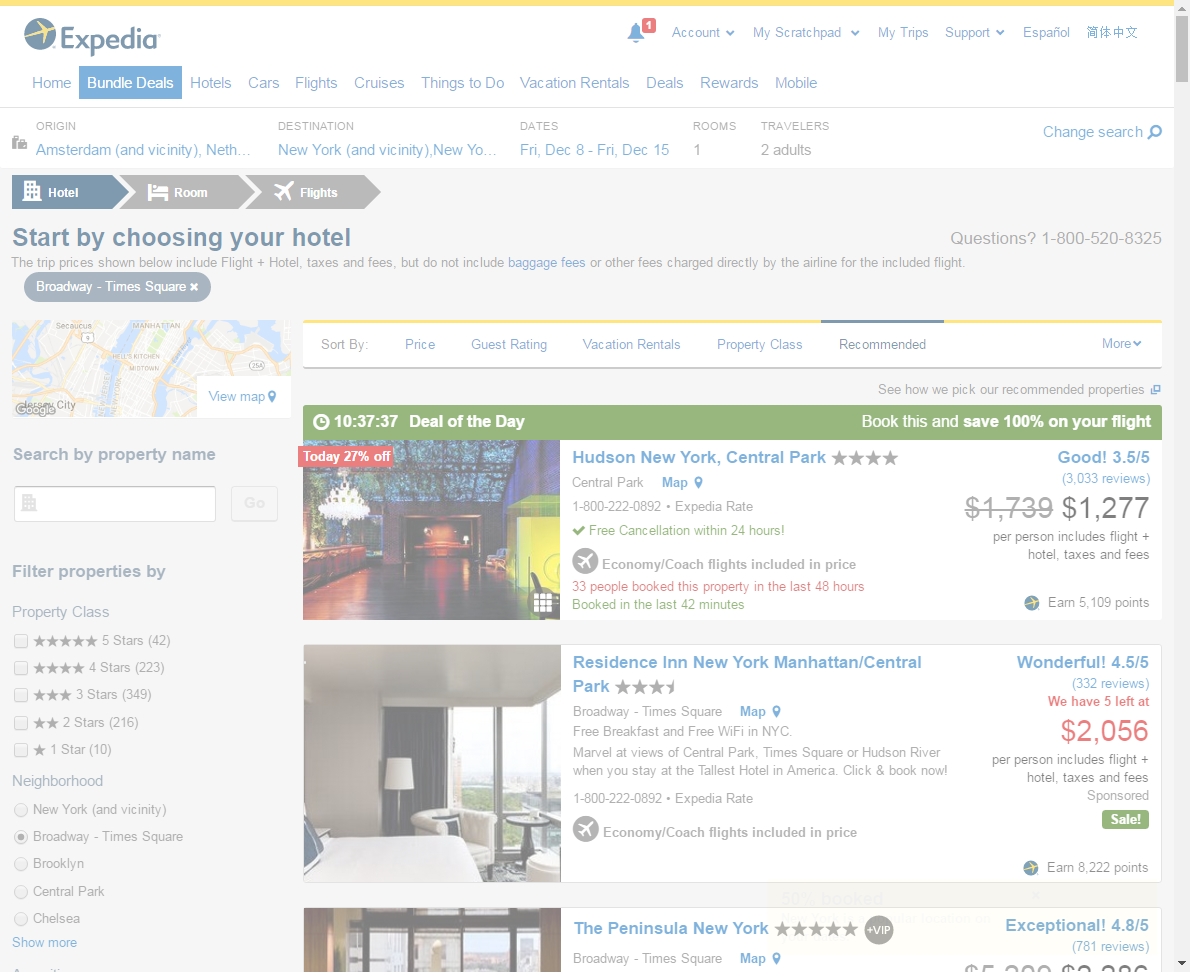 Expedia
1
Account
My Scratchpad
My Trips
Support
Español
简体中文
Home
Bundle Deals
Hotels
Cars
Flights
Cruises
Things to Do
Vacation Rentals
Deals
Rewards
Mobile
ORIGIN
Amsterdam (and vicinity), Neth...
DESTINATION
New York (and vicinity),New Yo...
DATES
Fri, Dec 8 - Fri, Dec 15
ROOMS
1
TRAVELERS
2 adults
Change search
Hotel
Room
Flights
Start by choosing your hotel
Questions? 1-800-520-8325
The trip prices shown below include Flight + Hotel, taxes and fees, but do not include baggage fees or other fees charged directly by the airline for the included flight.
Broadway - Times Square ×
Secaucus
MANHATTAN
HELL'S KITCHEN
MIDTOWN
25A
Jersey City
Google
View map
Search by property name
Go
Filter properties by
Property Class
5 Stars (42)
4 Stars (223)
3 Stars (349)
2 Stars (216)
1 Star (10)
Neighborhood
New York (and vicinity)
Broadway - Times Square
Brooklyn
Central Park
Chelsea
Show more
Sort By:
Price
Guest Rating
Vacation Rentals
Property Class
Recommended
More
See how we pick our recommended properties
10:37:37 Deal of the Day
Book this and save 100% on your flight
Today 27% off
Hudson New York, Central Park
Central Park
Map
1-800-222-0892 • Expedia Rate
Free Cancellation within 24 hours!
Economy/Coach flights included in price
33 people booked this property in the last 48 hours
Booked in the last 42 minutes
Good! 3.5/5
(3,033 reviews)
$1,739 $1,277
per person includes flight +
hotel, taxes and fees
Earn 5,109 points
Residence Inn New York Manhattan/Central
Park
Broadway - Times Square
Map
Free Breakfast and Free WiFi in NYC.
Marvel at views of Central Park, Times Square or Hudson River
when you stay at the Tallest Hotel in America. Click & book now!
1-800-222-0892 • Expedia Rate
Economy/Coach flights included in price
Wonderful! 4.5/5
(332 reviews)
We have 5 left at
$2,056
per person includes flight +
hotel, taxes and fees
Sponsored
Sale!
Earn 8,222 points
50% booked
The Peninsula New York
+VIP
Broadway - Times Square
Map
Exceptional! 4.8/5
(781 reviews)